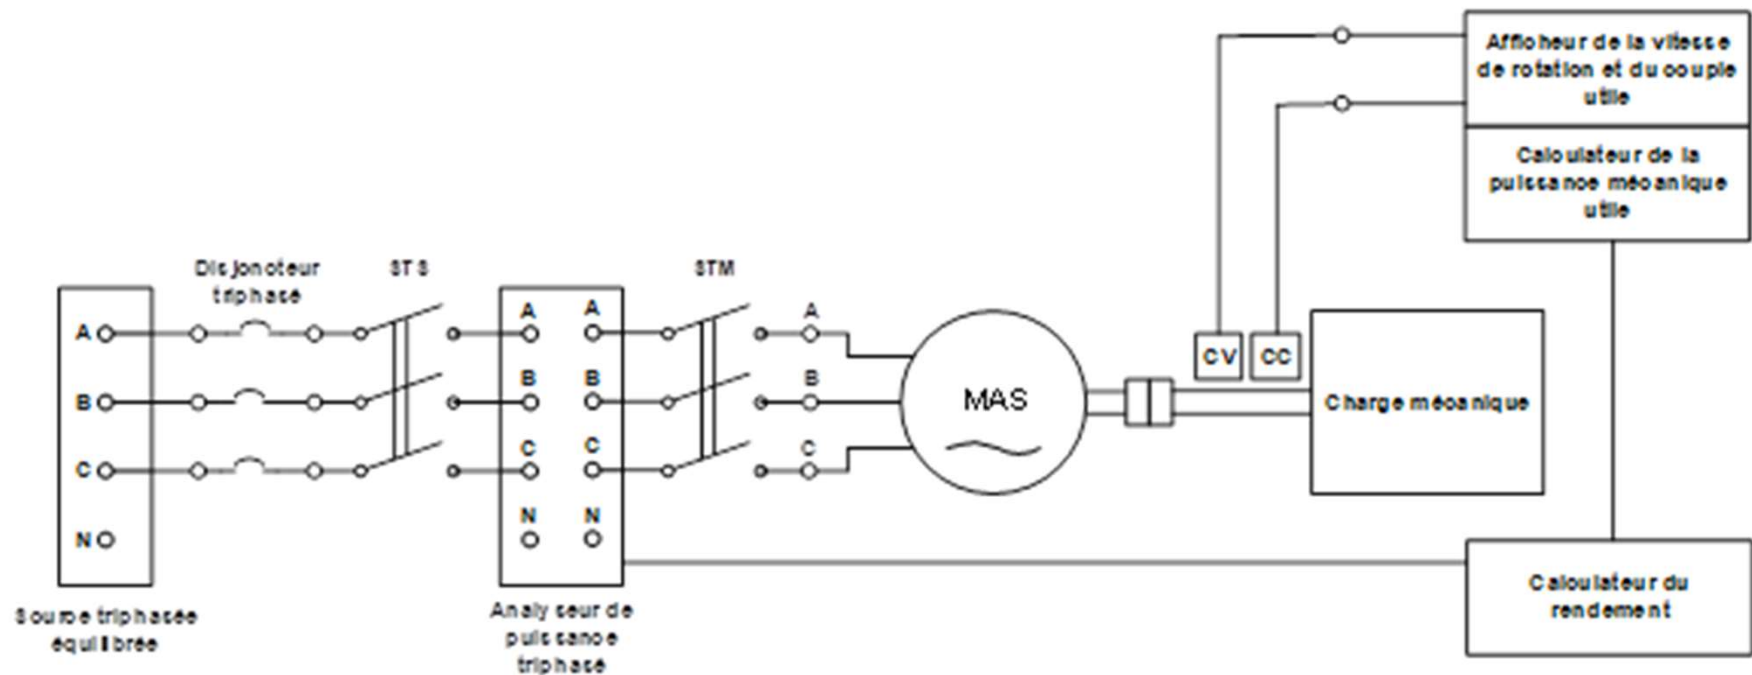 Afficheur de la vitesse
de rotation et du couple
utile
Calculateur de la
puissance mécanique
utile
Disjoncteur
triphasé
STS
STM
A
B
C
N
Source triphasée
équilibrée
A
B
C
N
A
B
C
N
Analyseur de
puissance
triphasé
A
B
C
MAS
CV
CC
Charge mécanique
Calculateur du
rendement